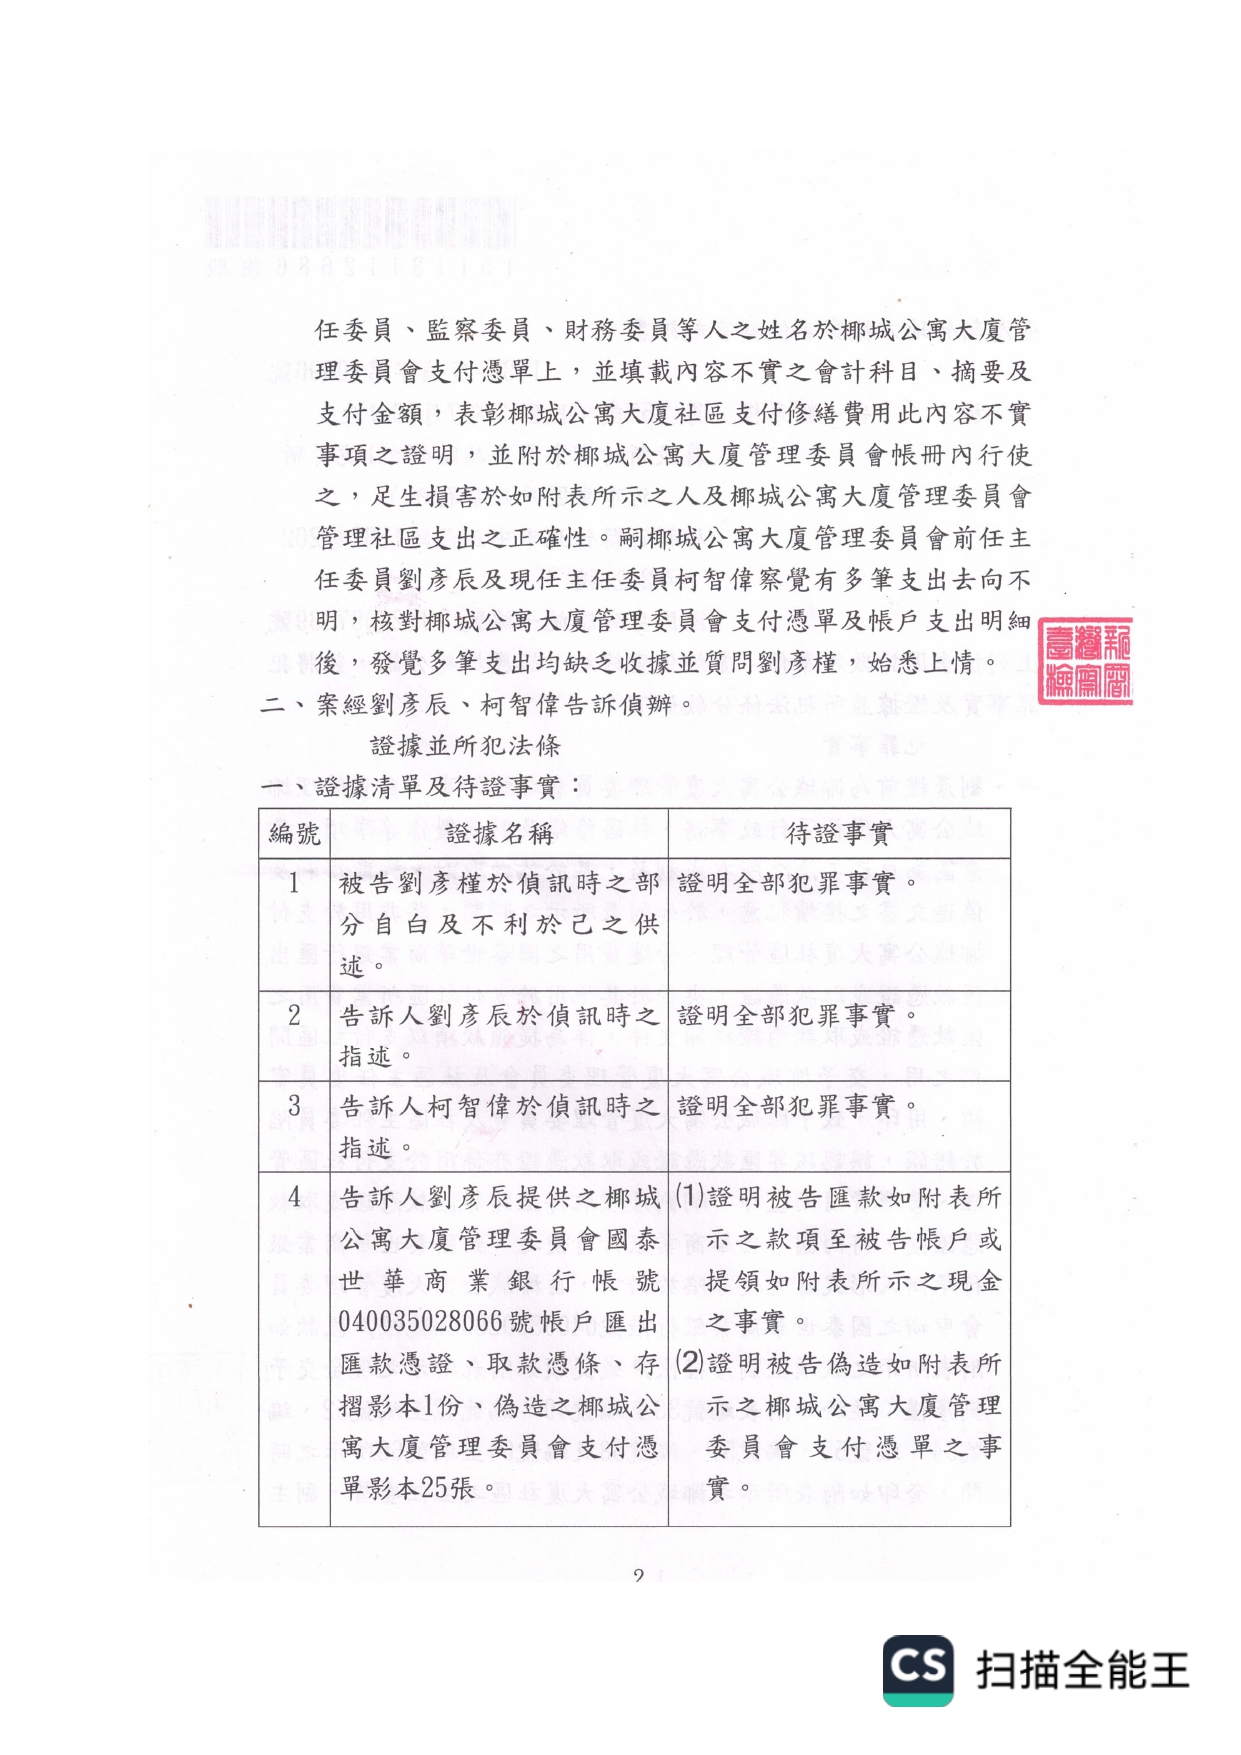 任委員、監察委員、財務委員等人之姓名於椰城公寓大廈管
理委員會支付憑單上，並填載內容不實之會計科目、摘要及
支付金額，表彰椰城公寓大廈社區支付修繕費用此內容不實
事項之證明，並附於椰城公寓大廈管理委員會帳冊內行使
之，足生損害於如附表所示之人及椰城公寓大廈管理委員會
管理社區支出之正確性。嗣椰城公寓大廈管理委員會前任主
任委員劉彥辰及現任主任委員柯智偉察覺有多筆支出去向不
明，核對椰城公寓大廈管理委員會支付憑單及帳戶支出明細
後，發覺多筆支出均缺乏收據並質問劉彥槿，始悉上情。
二、案經劉彥辰、柯智偉告訴偵辦。
證據並所犯法條
一、證據清單及待證事實：
編號 證據名稱 待證事實
1 被告劉彥槿於偵訊時之部 證明全部犯罪事實。
分自白及不利於己之供
述。
2 告訴人劉彥辰於偵訊時之 證明全部犯罪事實。
指述。
3 告訴人柯智偉於偵訊時之 證明全部犯罪事實。
指述。
4 告訴人劉彥辰提供之椰城 ⑴證明被告匯款如附表所
公寓大廈管理委員會國泰 示之款項至被告帳戶或
世華商業銀行帳號 提領如附表所示之現金
040035028066號帳戶匯出 之事實。
匯款憑證、取款憑條、存 ⑵證明被告偽造如附表所
摺影本1份、偽造之椰城公 示之椰城公寓大廈管理
寓大廈管理委員會支付憑 委員會支付憑單之事
單影本25張。 實。
2
CS 扫描全能王